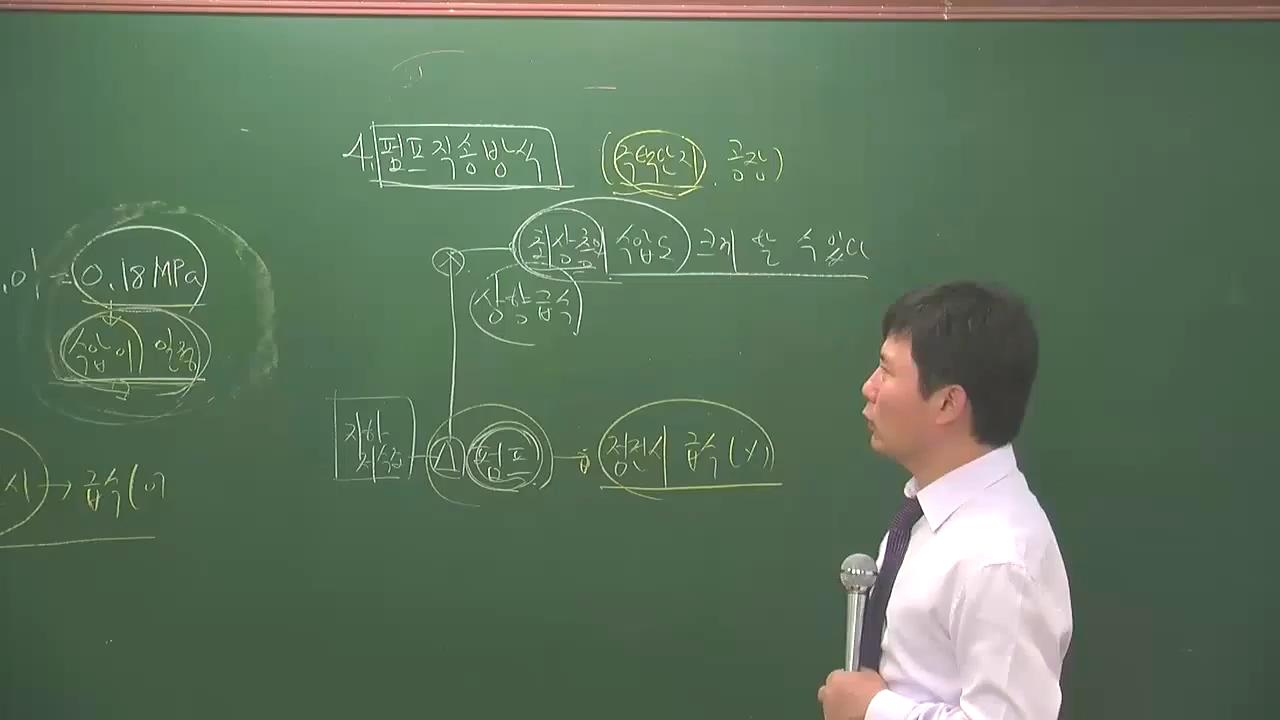 4. 펌프직송방식 (주택단지, 공장)
최상층의 수압도 크게 할 수 있다
상향급수
0.18 MPa
수압이 일정
지하
저수조
펌프 → 정전시 급수(x)
시 → 급수(